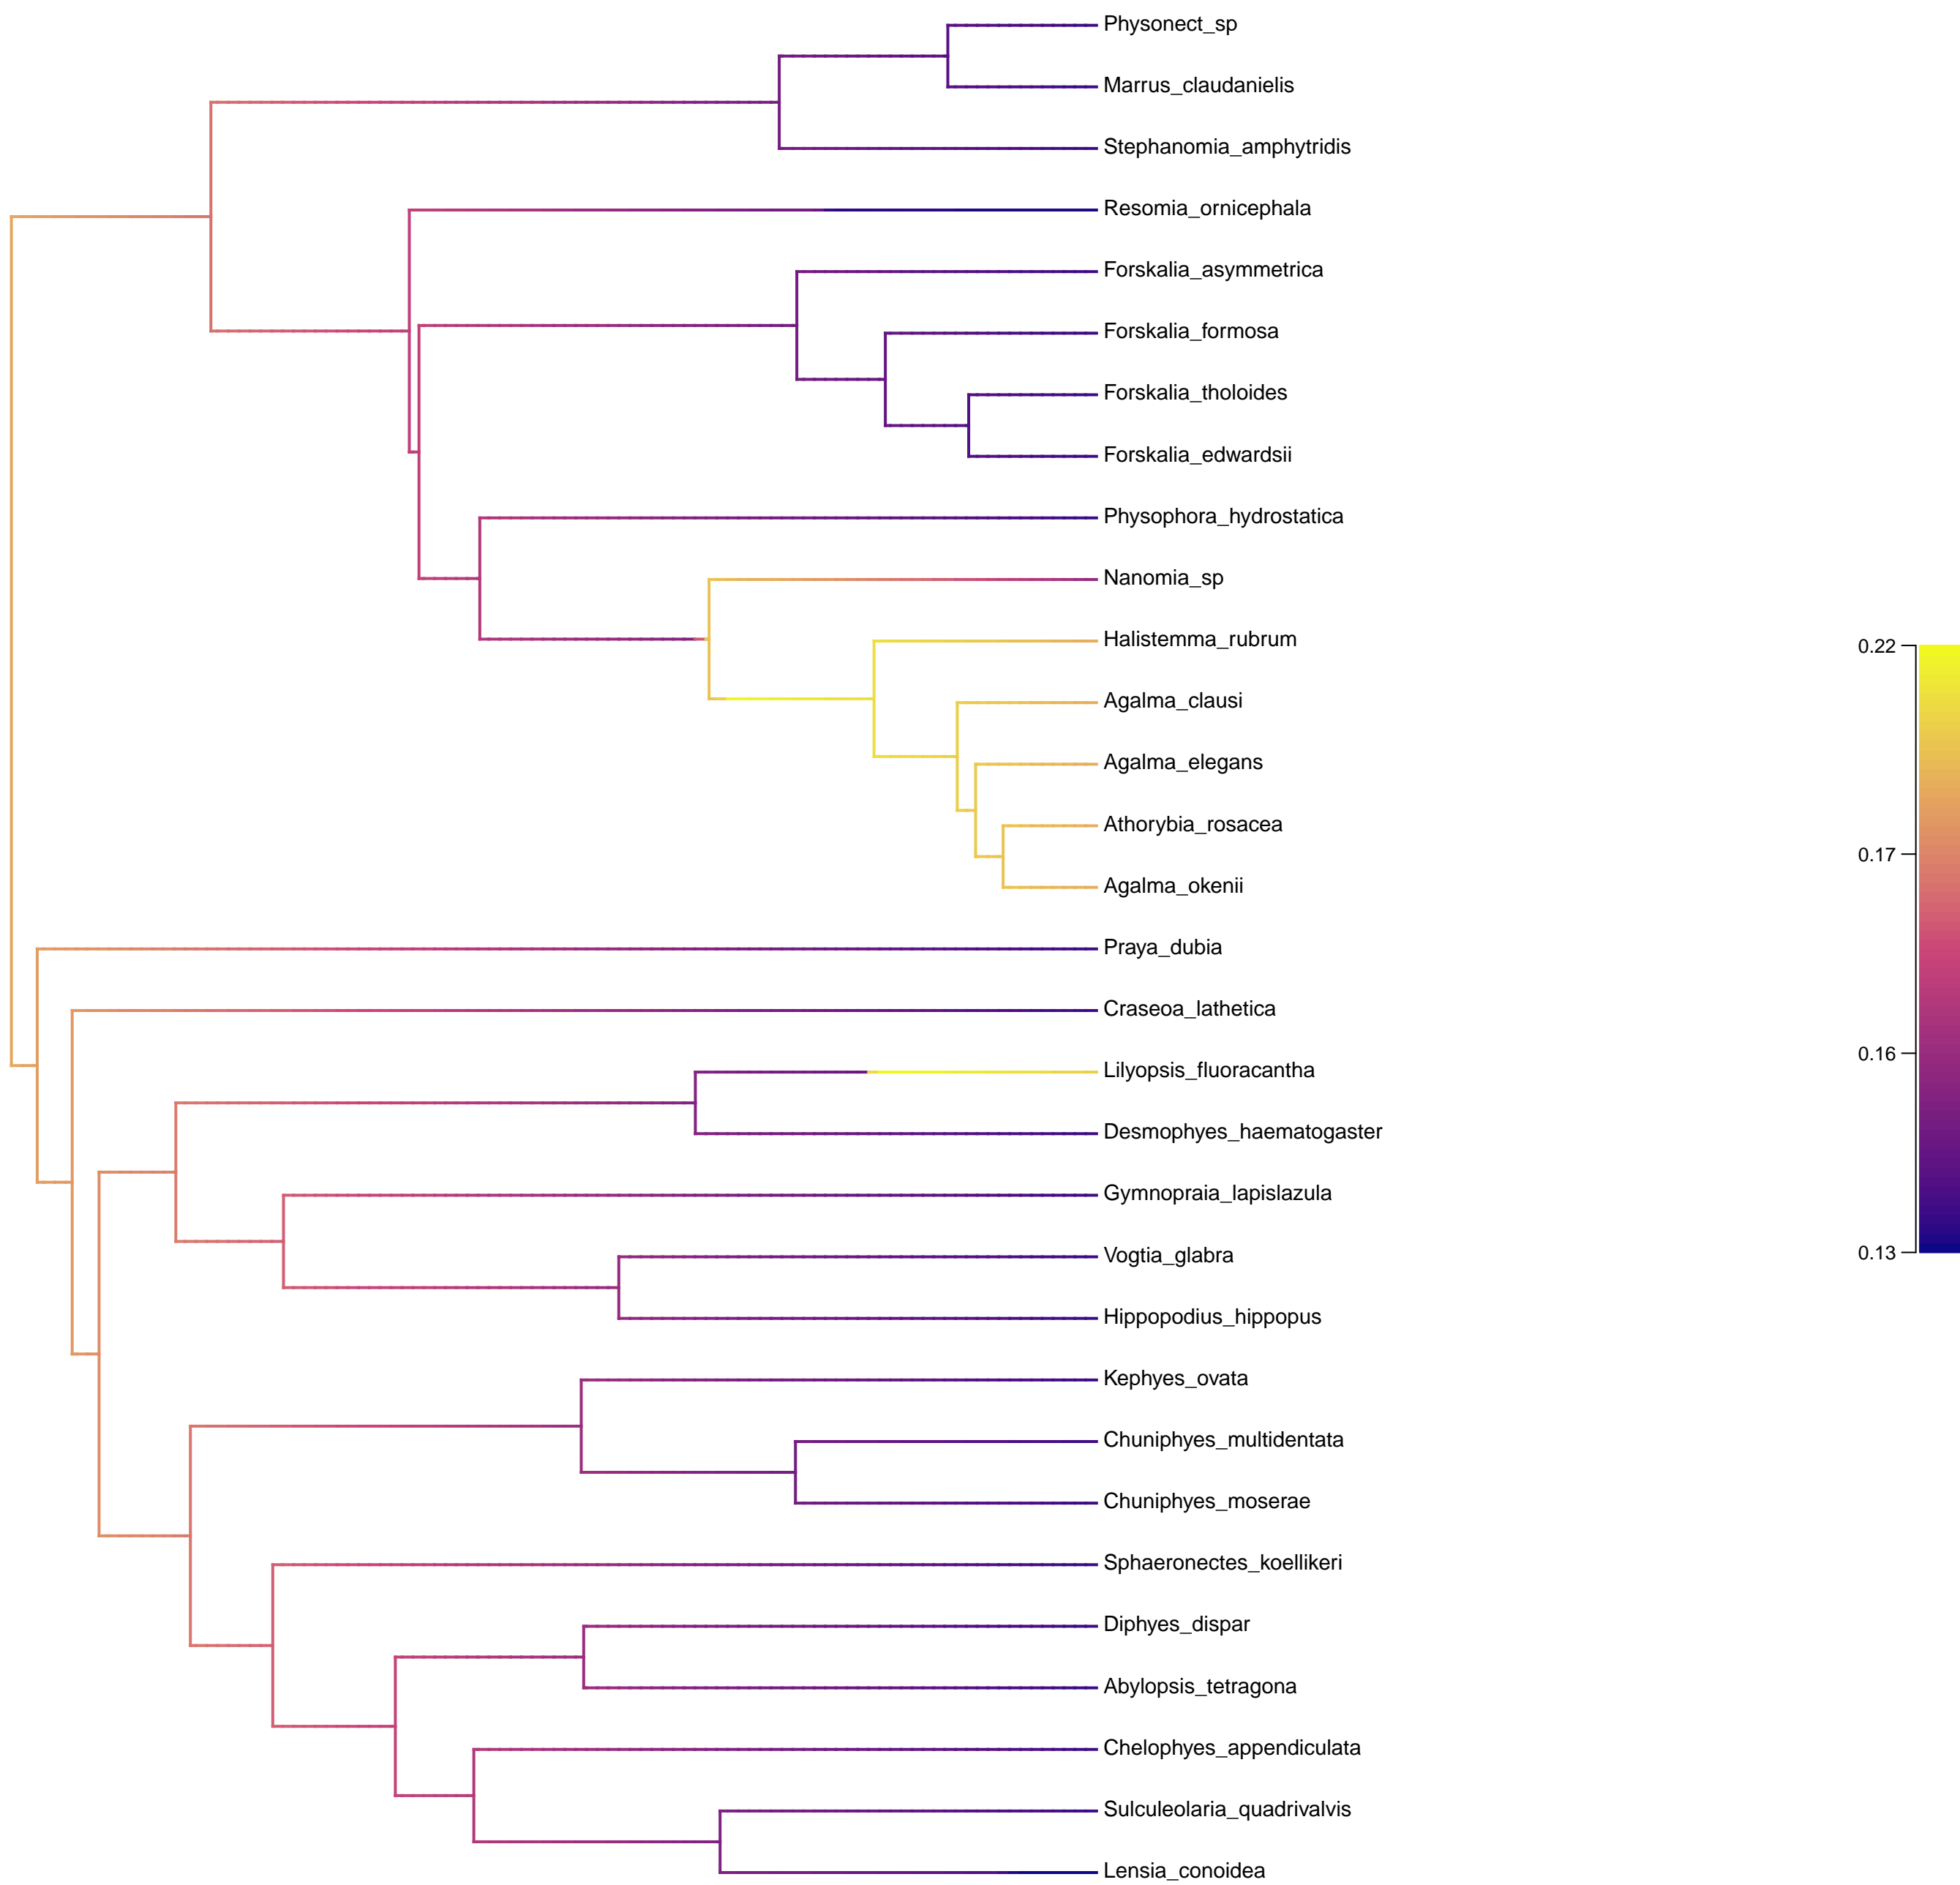 Physonect_sp
Marrus_claudanielis
Stephanomia_amphytridis
Resomia_ornicephala
Forskalia_asymmetrica
Forskalia_formosa
Forskalia_tholoides
Forskalia_edwardsii
Physophora_hydrostatica
Nanomia_sp
Halistemma_rubrum
Agalma_clausi
Agalma_elegans
Athorybia_rosacea
Agalma_okenii
Praya_dubia
Craseoa_lathetica
Lilyopsis_fluoracantha
Desmophyes_haematogaster
Gymnopraia_lapislazula
Vogtia_glabra
Hippopodius_hippopus
Kephyes_ovata
Chuniphyes_multidentata
Chuniphyes_moserae
Sphaeronectes_koellikeri
Diphyes_dispar
Abylopsis_tetragona
Chelophyes_appendiculata
Sulculeolaria_quadrivalvis
Lensia_conoidea
0.22
0.17
0.16
0.13